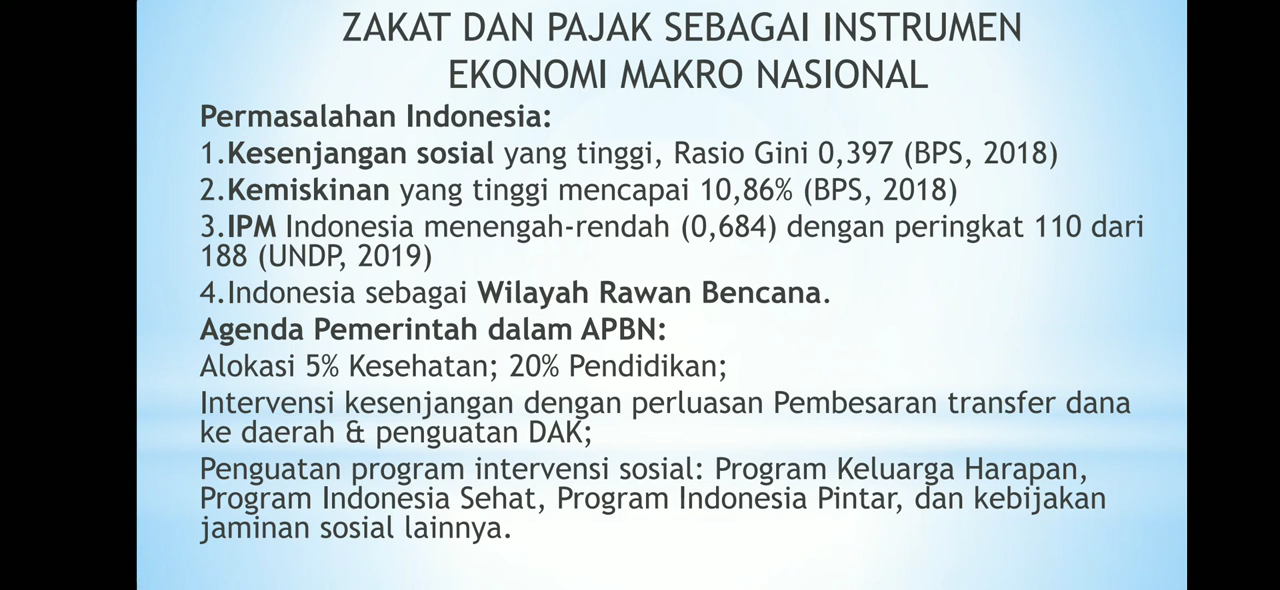 ZAKAT DAN PAJAK SEBAGAI INSTRUMEN
EKONOMI MAKRO NASIONAL
Permasalahan Indonesia:
1.Kesenjangan sosial yang tinggi, Rasio Gini 0,397 (BPS, 2018)
2.Kemiskinan yang tinggi mencapai 10,86% (BPS, 2018)
3.IPM Indonesia menengah-rendah (0,684) dengan peringkat 110 dari
188 (UNDP, 2019)
4.Indonesia sebagai Wilayah Rawan Bencana.
Agenda Pemerintah dalam APBN:
Alokasi 5% Kesehatan; 20% Pendidikan;
Intervensi kesenjangan dengan perluasan Pembesaran transfer dana
ke daerah & penguatan DAK;
Penguatan program intervensi sosial: Program Keluarga Harapan,
Program Indonesia Sehat, Program Indonesia Pintar, dan kebijakan
jaminan sosial lainnya.